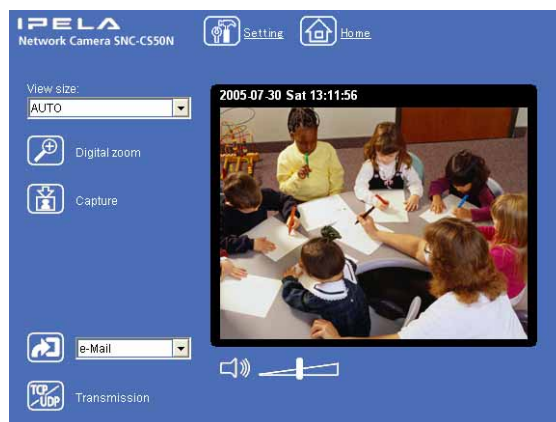 IPELA
Network Camera SNC-CS50N
Setting
Home
View size:
AUTO
2005-07-30 Sat 13:11:56
Digital zoom
Capture
e-Mail
TCP/UDP
Transmission